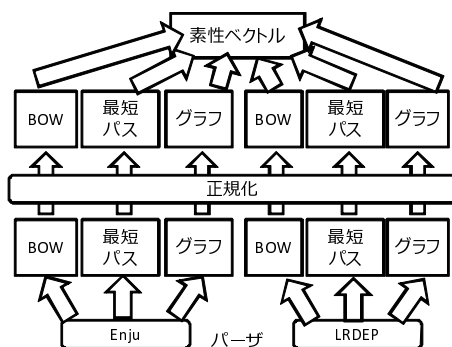 素性ベクトル
BOW
最短
パス
グラフ
BOW
最短
パス
グラフ
正規化
BOW
最短
パス
グラフ
BOW
最短
パス
グラフ
Enju
パーザ
LRDEP